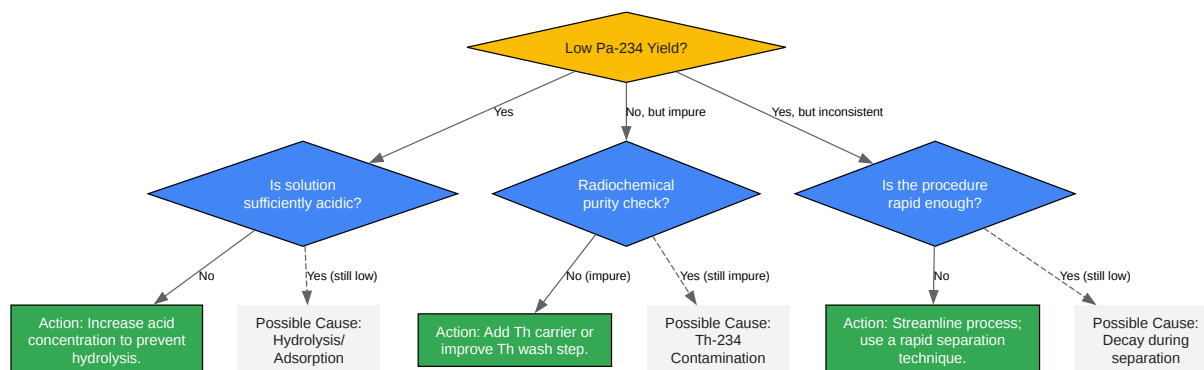 Low Pa-234 Yield?
Yes
No, but impure
Yes, but inconsistent
Is solution
sufficiently acidic?
Radiochemical
purity check?
Is the procedure
rapid enough?
No
Yes (still low)
No (impure)
Yes (still impure)
No
Yes (still low)
Action: Increase acid
concentration to prevent
hydrolysis.
Possible Cause:
Hydrolysis/
Adsorption
Action: Add Th carrier or
improve Th wash step.
Possible Cause:
Th-234
Contamination
Action: Streamline process;
use a rapid separation
technique.
Possible Cause:
Decay during
separation